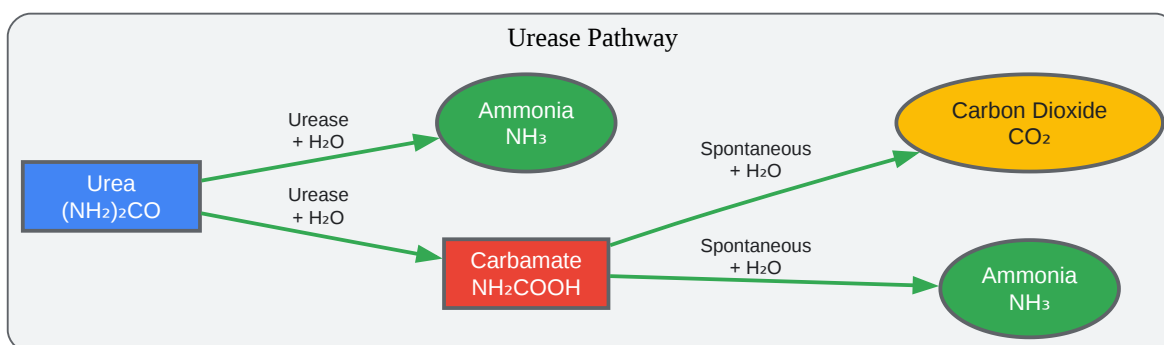 Urease Pathway
Urea
(NH₂)₂CO
Urease
+ H₂O
Ammonia
NH₃
Urease
+ H₂O
Carbamate
NH₂COOH
Spontaneous
+ H₂O
Carbon Dioxide
CO₂
Spontaneous
+ H₂O
Ammonia
NH₃